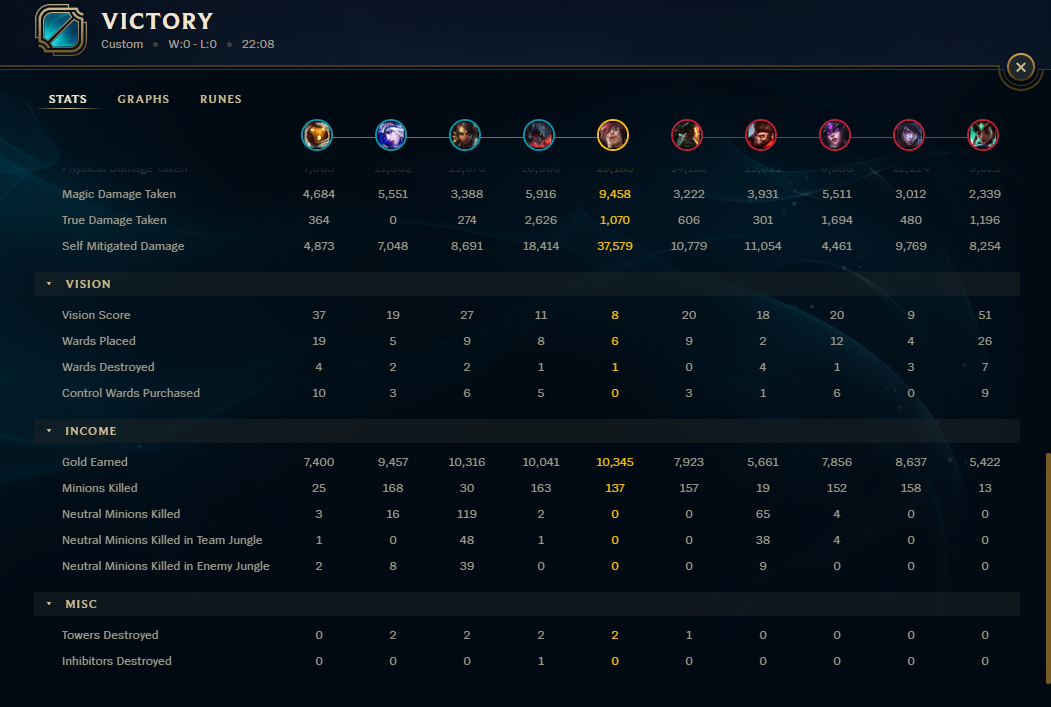 VICTORY
Custom • W:0 - L:0 • 22:08
STATS GRAPHS RUNES
Physical Damage Taken
Magic Damage Taken 4,684 5,551 3,388 5,916 9,458 3,222 3,931 5,511 3,012 2,339
True Damage Taken 364 0 274 2,626 1,070 606 301 1,694 480 1,196
Self Mitigated Damage 4,873 7,048 8,691 18,414 37,579 10,779 11,054 4,461 9,769 8,254
VISION
Vision Score 37 19 27 11 8 20 18 20 9 51
Wards Placed 19 5 9 8 6 9 2 12 4 26
Wards Destroyed 4 2 2 1 1 0 4 1 3 7
Control Wards Purchased 10 3 6 5 0 3 1 6 0 9
INCOME
Gold Earned 7,400 9,457 10,316 10,041 10,345 7,923 5,661 7,856 8,637 5,422
Minions Killed 25 168 30 163 137 157 19 152 158 13
Neutral Minions Killed 3 16 119 2 0 0 65 4 0 0
Neutral Minions Killed in Team Jungle 1 0 48 1 0 0 38 4 0 0
Neutral Minions Killed in Enemy Jungle 2 8 39 0 0 0 9 0 0 0
MISC
Towers Destroyed 0 2 2 2 2 1 0 0 0 0
Inhibitors Destroyed 0 0 0 1 0 0 0 0 0 0